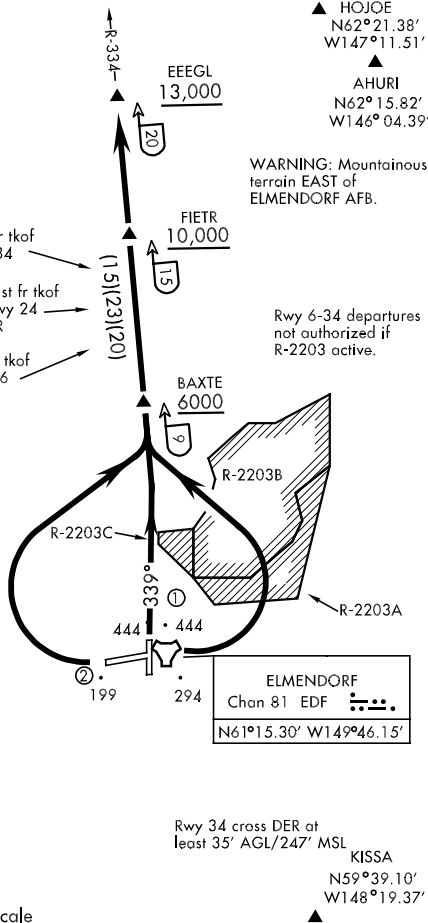 HOJOE
N62°21.38'
W147°11.51'
AHURI
N62°15.82'
W146°04.39'
R-334
EEEGL
13,000
20
WARNING: Mountainous
terrain EAST of
ELMENDORF AFB.
FIETR
10,000
15
r tkof
34
st fr tkof
wy 24
R
tkof
6
(15)(23)(20)
Rwy 6-34 departures
not authorized if
R-2203 active.
BAXTE
6000
9
R-2203B
R-2203C
R-2203A
339°
1
444
444
2
199
294
ELMENDORF
Chan 81 EDF
N61°15.30' W149°46.15'
Rwy 34 cross DER at
least 35' AGL/247' MSL
KISSA
N59°39.10'
W148°19.37'
cale